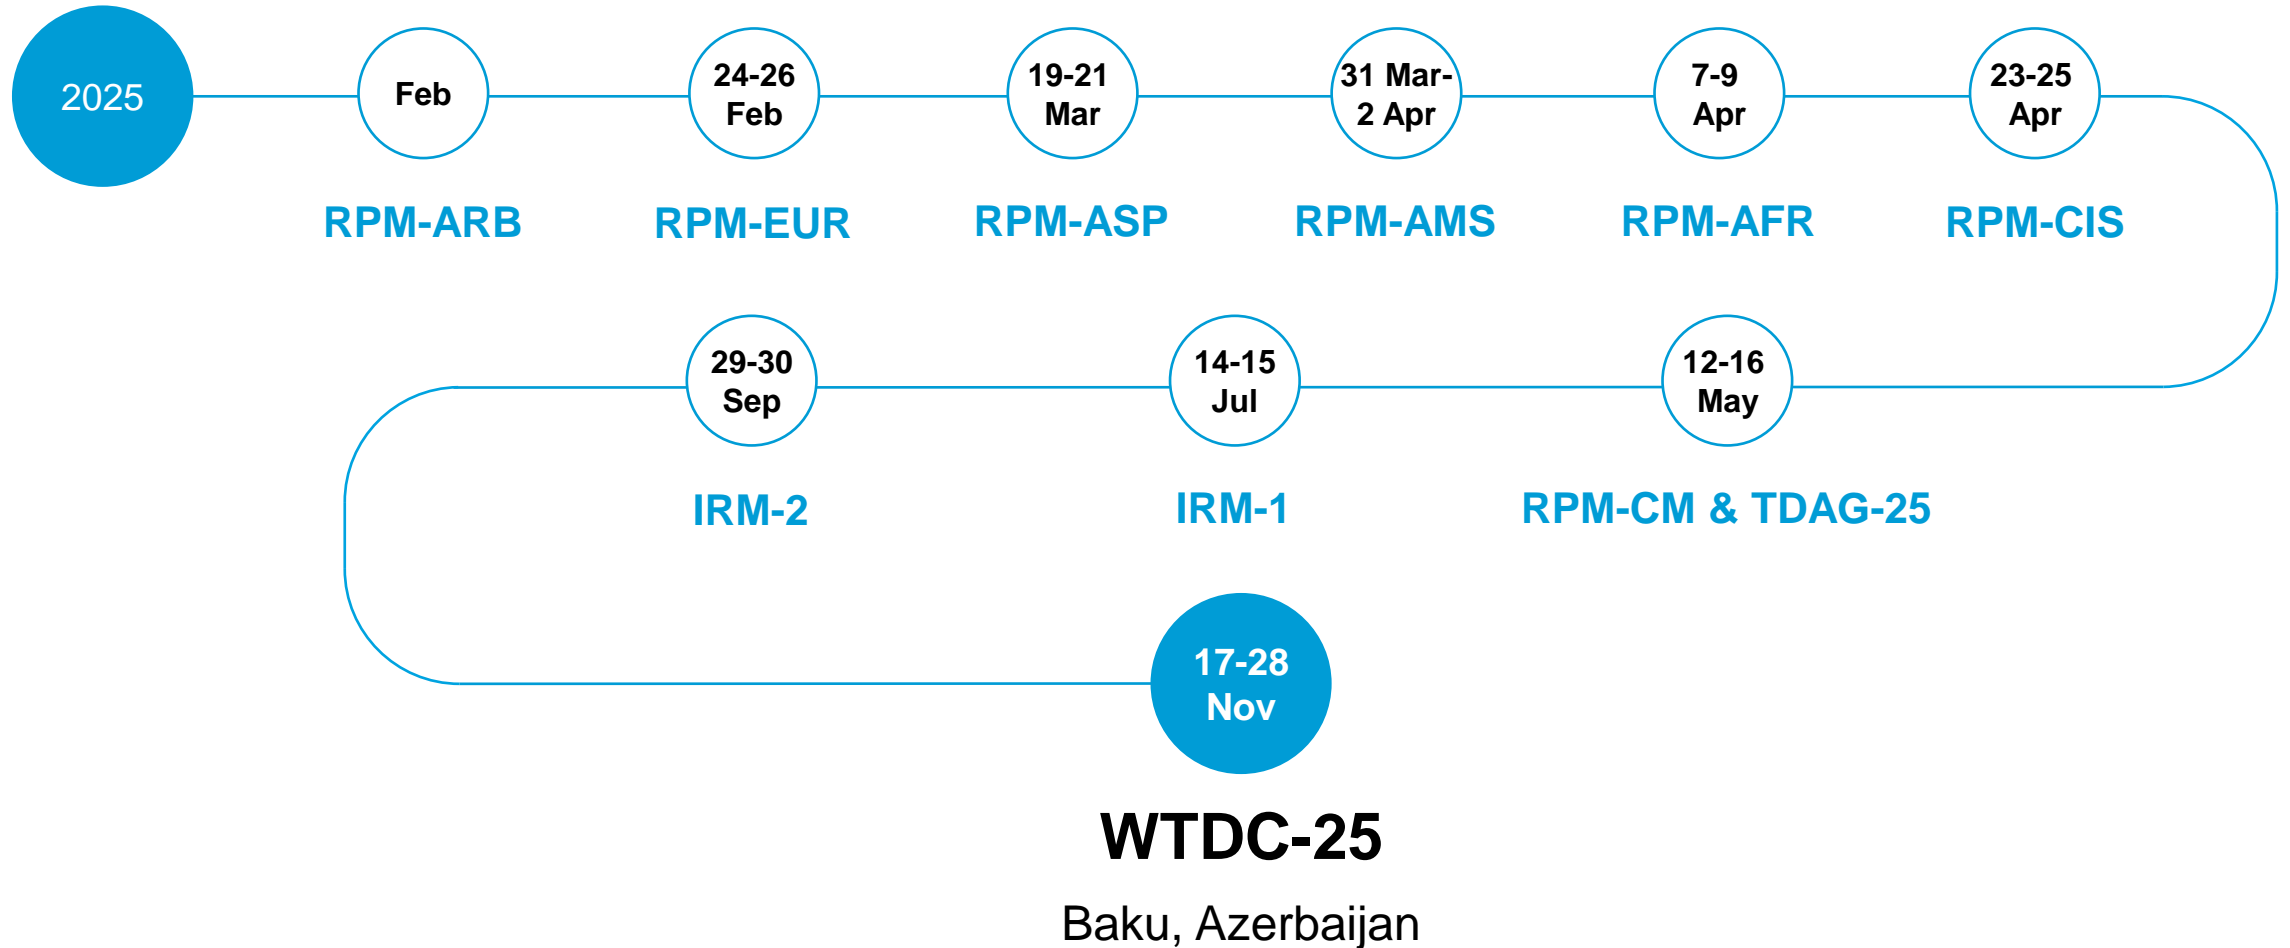 2025
Feb
RPM-ARB
24-26
Feb
RPM-EUR
19-21
Mar
RPM-ASP
31 Mar-
2 Apr
RPM-AMS
7-9
Apr
RPM-AFR
23-25
Apr
RPM-CIS
12-16
May
RPM-CM & TDAG-25
14-15
Jul
IRM-1
29-30
Sep
IRM-2
17-28
Nov
WTDC-25
Baku, Azerbaijan